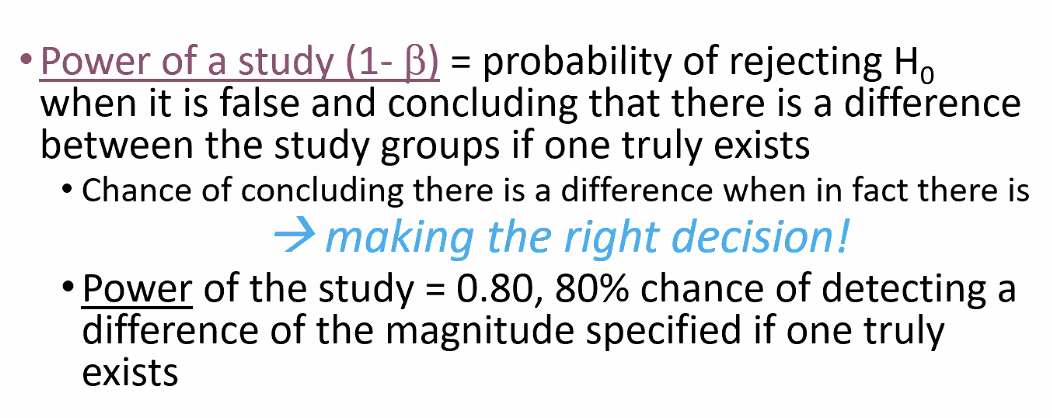 • Power of a study (1- β) = probability of rejecting H₀
when it is false and concluding that there is a difference
between the study groups if one truly exists
• Chance of concluding there is a difference when in fact there is
→ making the right decision!
• Power of the study = 0.80, 80% chance of detecting a
difference of the magnitude specified if one truly
exists